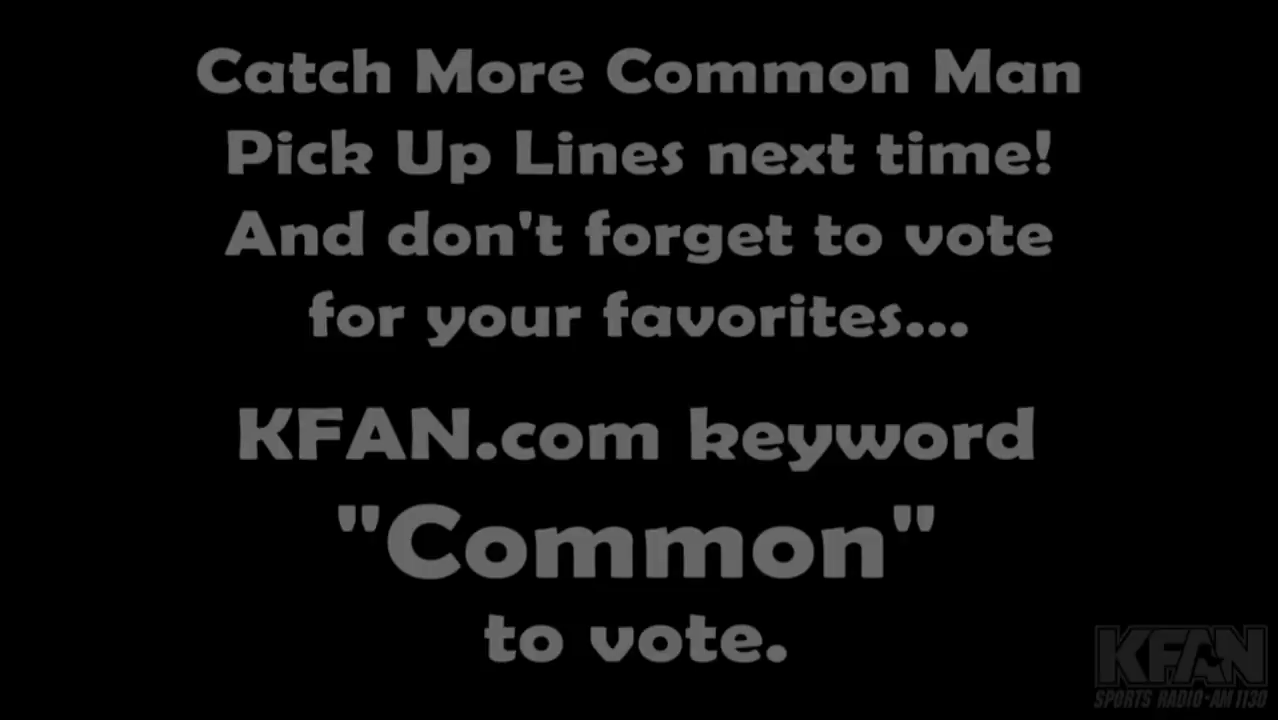 Catch More Common Man
Pick Up Lines next time!
And don't forget to vote
for your favorites...
KFAN.com keyword
"Common"
to vote.
KFAN
SPORTS RADIO-AM 1130